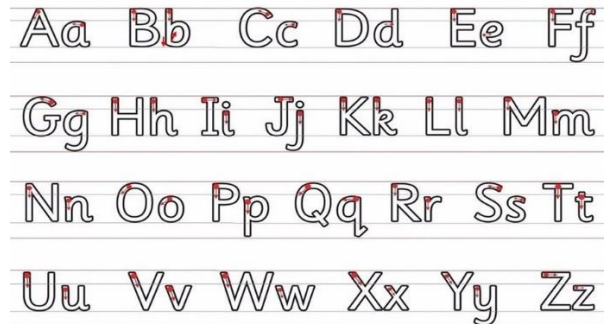 Aa Bb Cc Dd Ee Ff
Gg Hh Ii Jj Kk Ll Mm
Nn Oo Pp Qq Rr Ss Tt
Uu Vv Ww Xx Yy Zz